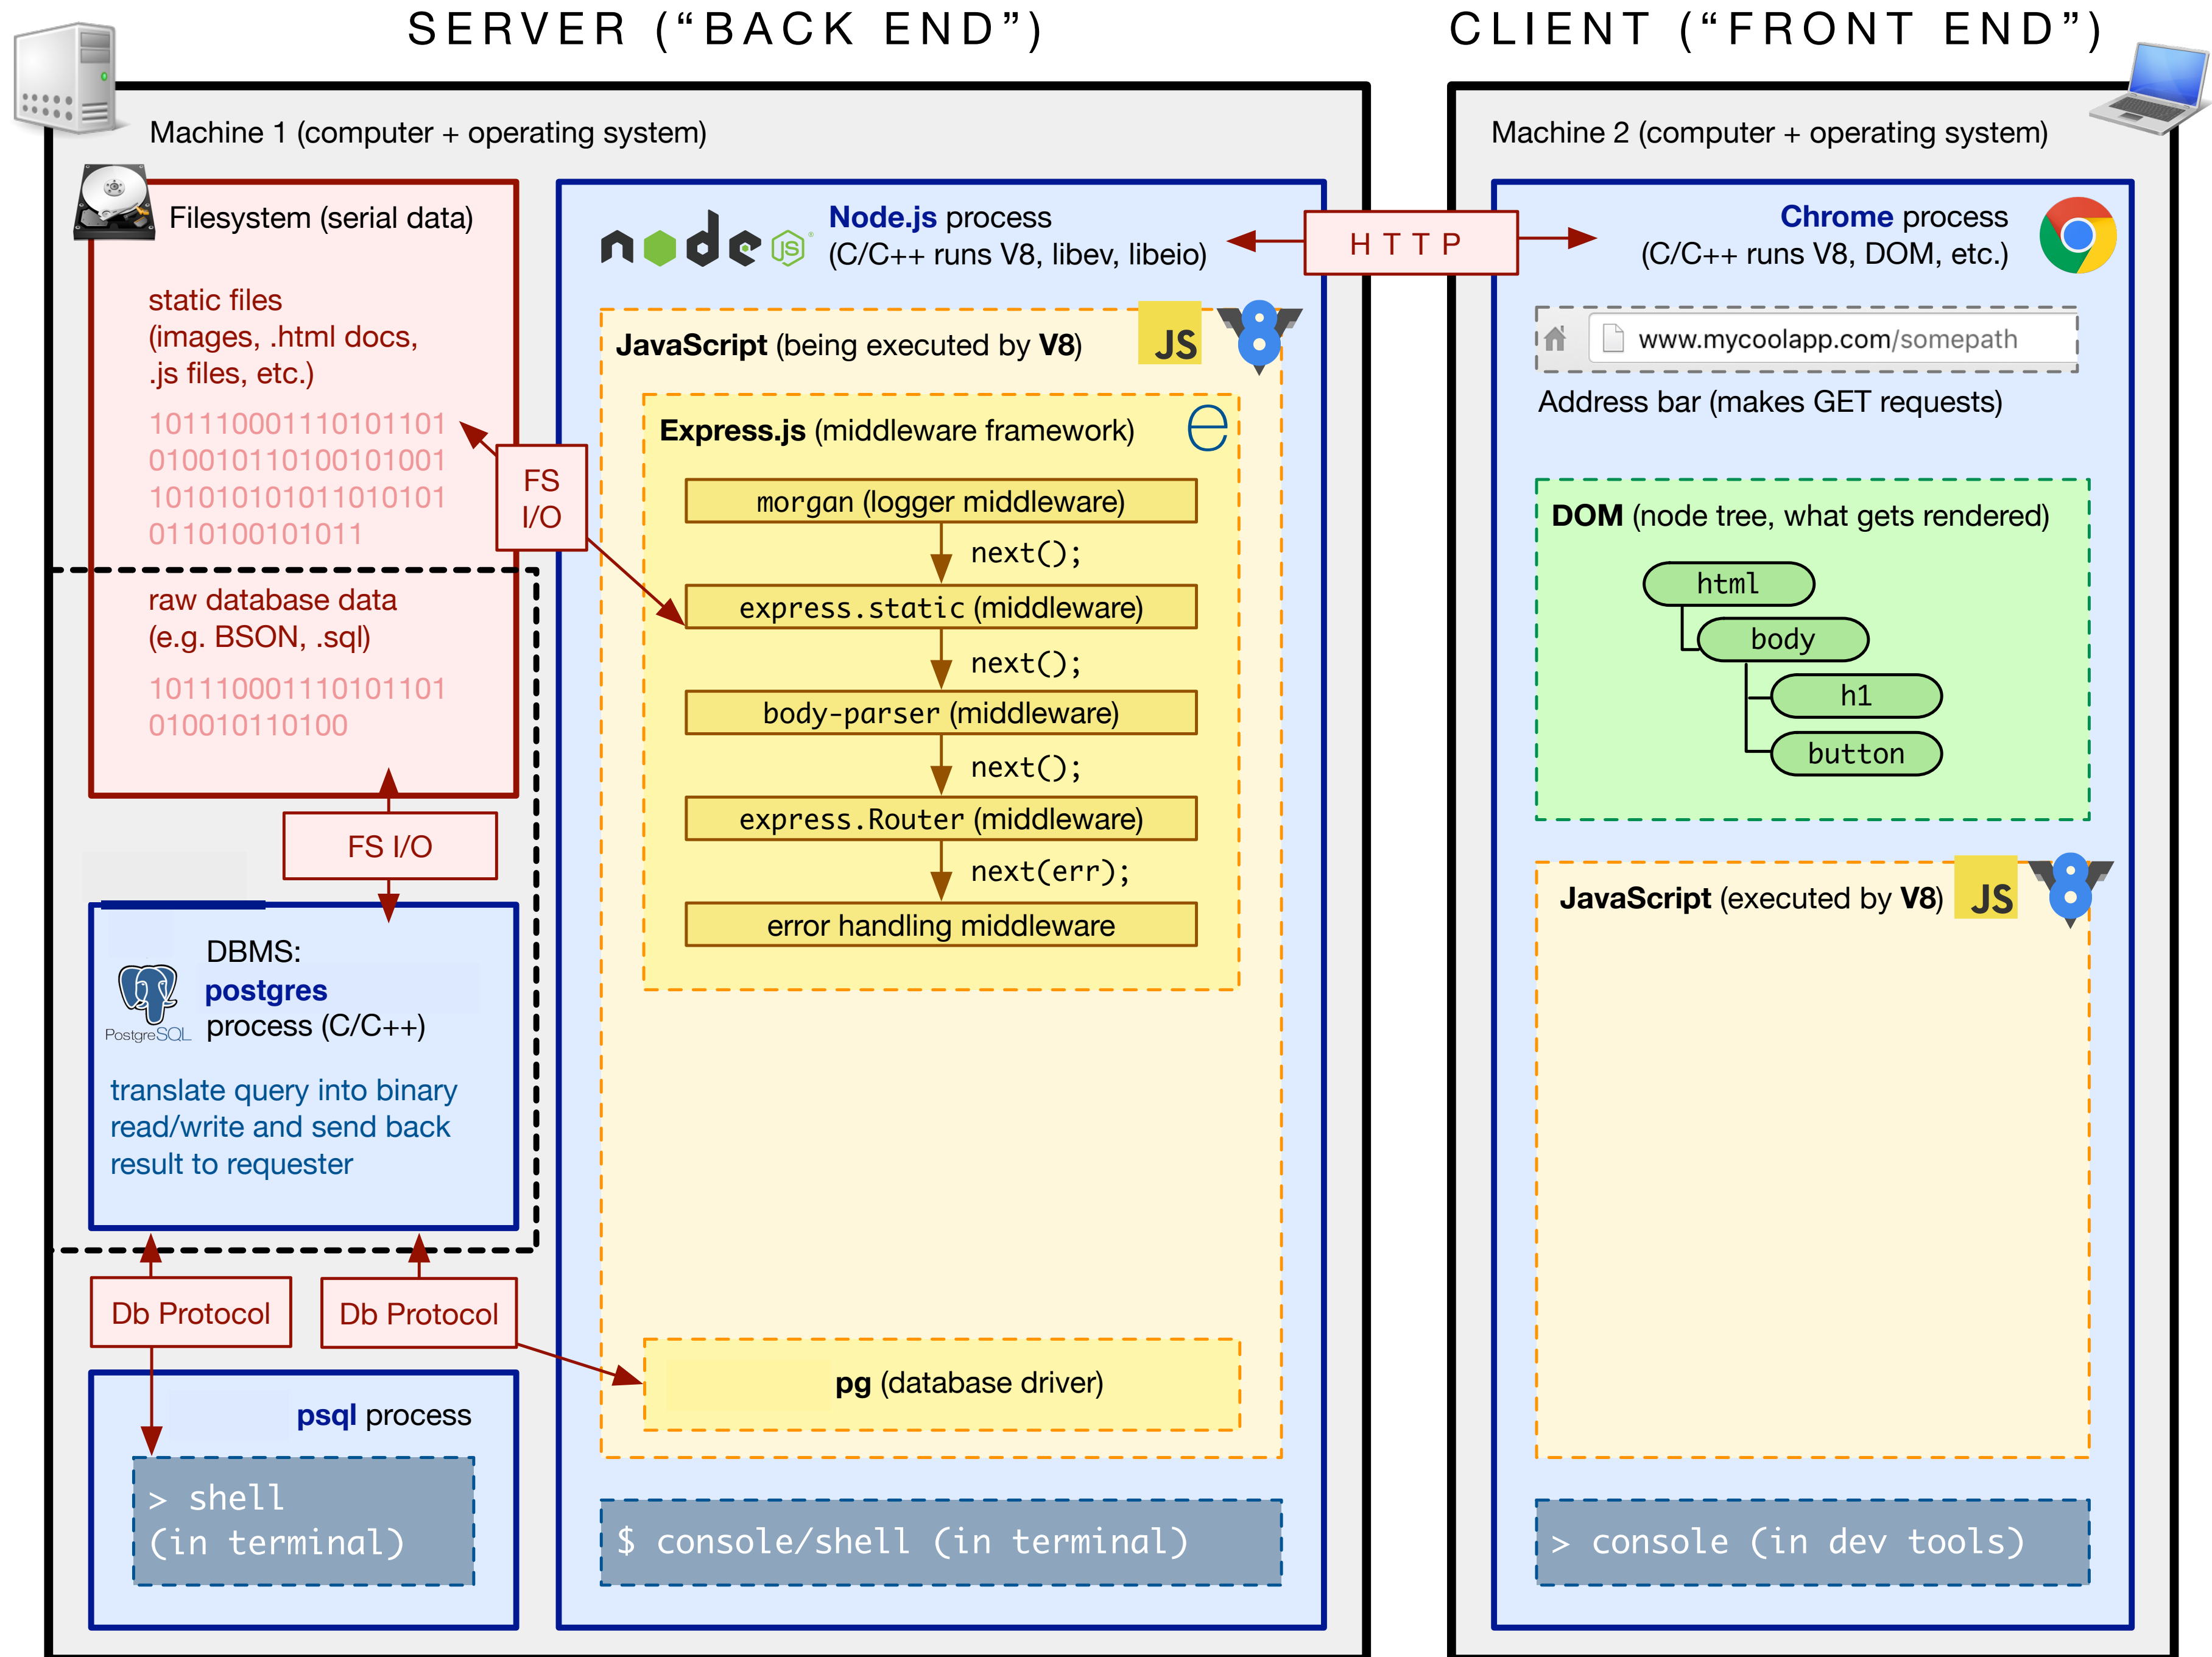 SERVER (“BACK END”)
CLIENT (“FRONT END”)
Machine 1 (computer + operating system)
Filesystem (serial data)
static files
(images, .html docs,
.js files, etc.)
101110001110101101
010010110100101001
101010101011010101
0110100101011
FS
I/O
raw database data
(e.g. BSON, .sql)
101110001110101101
010010110100
FS I/O
DBMS:
postgres
process (C/C++)
PostgreSQL
translate query into binary
read/write and send back
result to requester
Db Protocol
Db Protocol
psql process
> shell
(in terminal)
node JS
Node.js process
(C/C++ runs V8, libev, libeio)
HTTP
JavaScript (being executed by V8)
JS
8
Express.js (middleware framework)
e
morgan (logger middleware)
next();
express.static (middleware)
next();
body-parser (middleware)
next();
express.Router (middleware)
next(err);
error handling middleware
pg (database driver)
$ console/shell (in terminal)
Machine 2 (computer + operating system)
Chrome process
(C/C++ runs V8, DOM, etc.)
www.mycoolapp.com/somepath
Address bar (makes GET requests)
DOM (node tree, what gets rendered)
html
body
h1
button
JavaScript (executed by V8)
JS
8
> console (in dev tools)